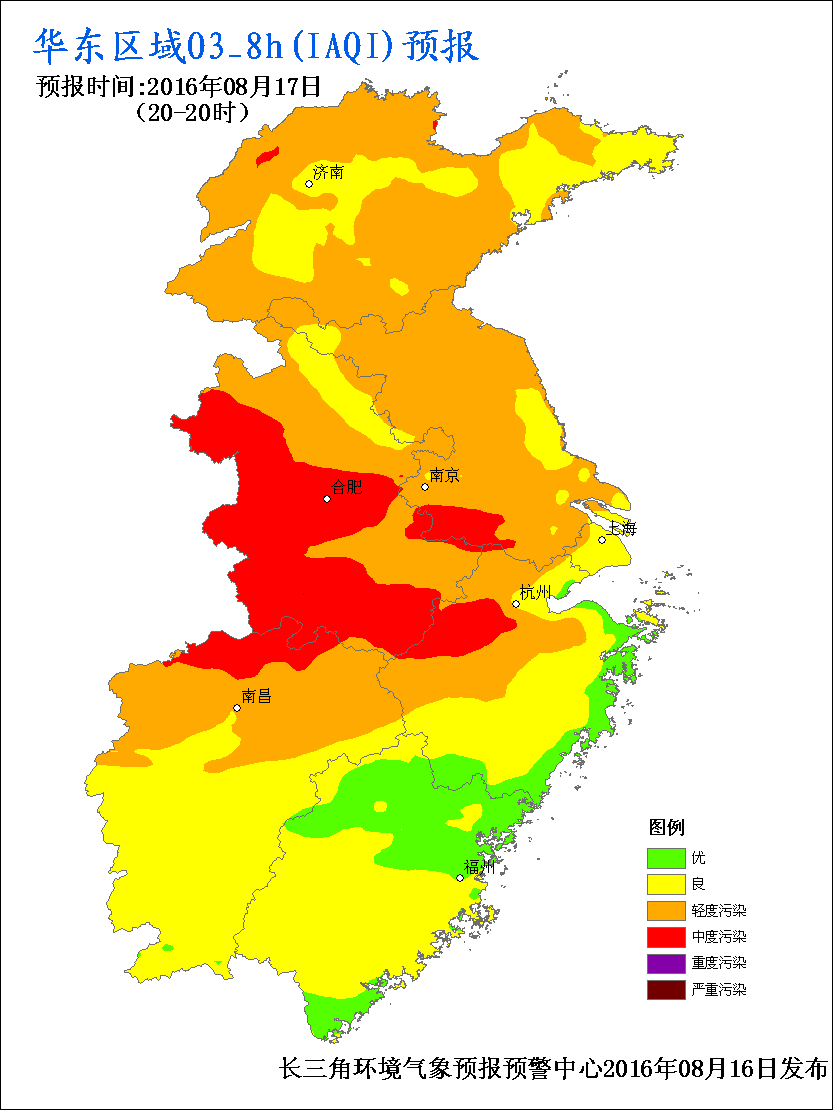 华东区域O3_8h(IAQI)预报
预报时间:2016年08月17日
(20-20时)
济南
南京
合肥
上海
杭州
南昌
福州
图例
优
良
轻度污染
中度污染
重度污染
严重污染
长三角环境气象预报预警中心2016年08月16日发布